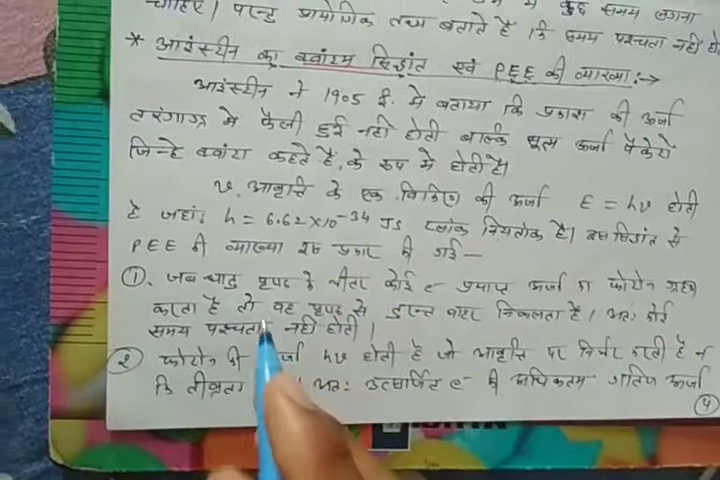 चाहिए। परन्तु प्रायोगिक तथ्य बताते है कि समय पश्चता नही
* आइंस्टीन का क्वांटम सिद्धांत एवं PEE की व्याख्या:→
आइंस्टीन ने 1905 ई. मे बताया कि प्रकाश की ऊर्जा
तरंगाग्र मे फैली हुई नही होती बल्कि सूक्ष्म ऊर्जा पैकेटो
जिन्हे क्वांटा कहते है, के रूप मे होती है।
ν आवृत्ति के एक विकिरण की ऊर्जा E = hν होती
है जहां, h = 6.62×10⁻³⁴ JS प्लांक नियतांक है। इस सिद्धांत से
PEE की व्याख्या इस प्रकार की गई —
①. जब धातु पृष्ठ के भीतर कोई e⁻ पर्याप्त ऊर्जा का फोटोन ग्रहण
करता है तो वह पृष्ठ से तुरन्त बाहर निकलता है। अतः कोई
समय पश्चता नही होती।
② फोटोन की र्जा hν होती है जो आवृत्ति पर निर्भर करती है न
कि तीव्रता अतः उत्सर्जित e⁻ की अधिकतम गतिज ऊर्जा
④